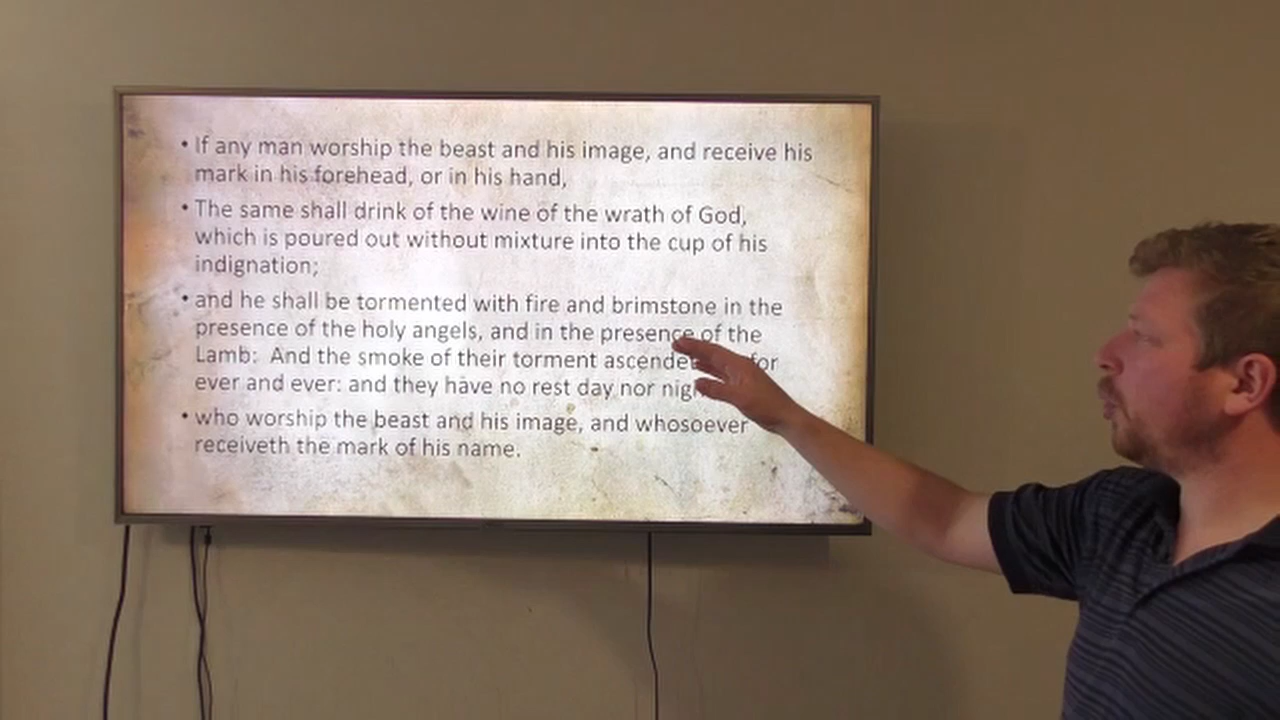 • If any man worship the beast and his image, and receive his
mark in his forehead, or in his hand,
• The same shall drink of the wine of the wrath of God,
which is poured out without mixture into the cup of his
indignation;
• and he shall be tormented with fire and brimstone in the
presence of the holy angels, and in the presence of the
Lamb: And the smoke of their torment for
ever and ever: and they have no rest day nor
• who worship the beast and his image, and whosoever
receiveth the mark of his name.